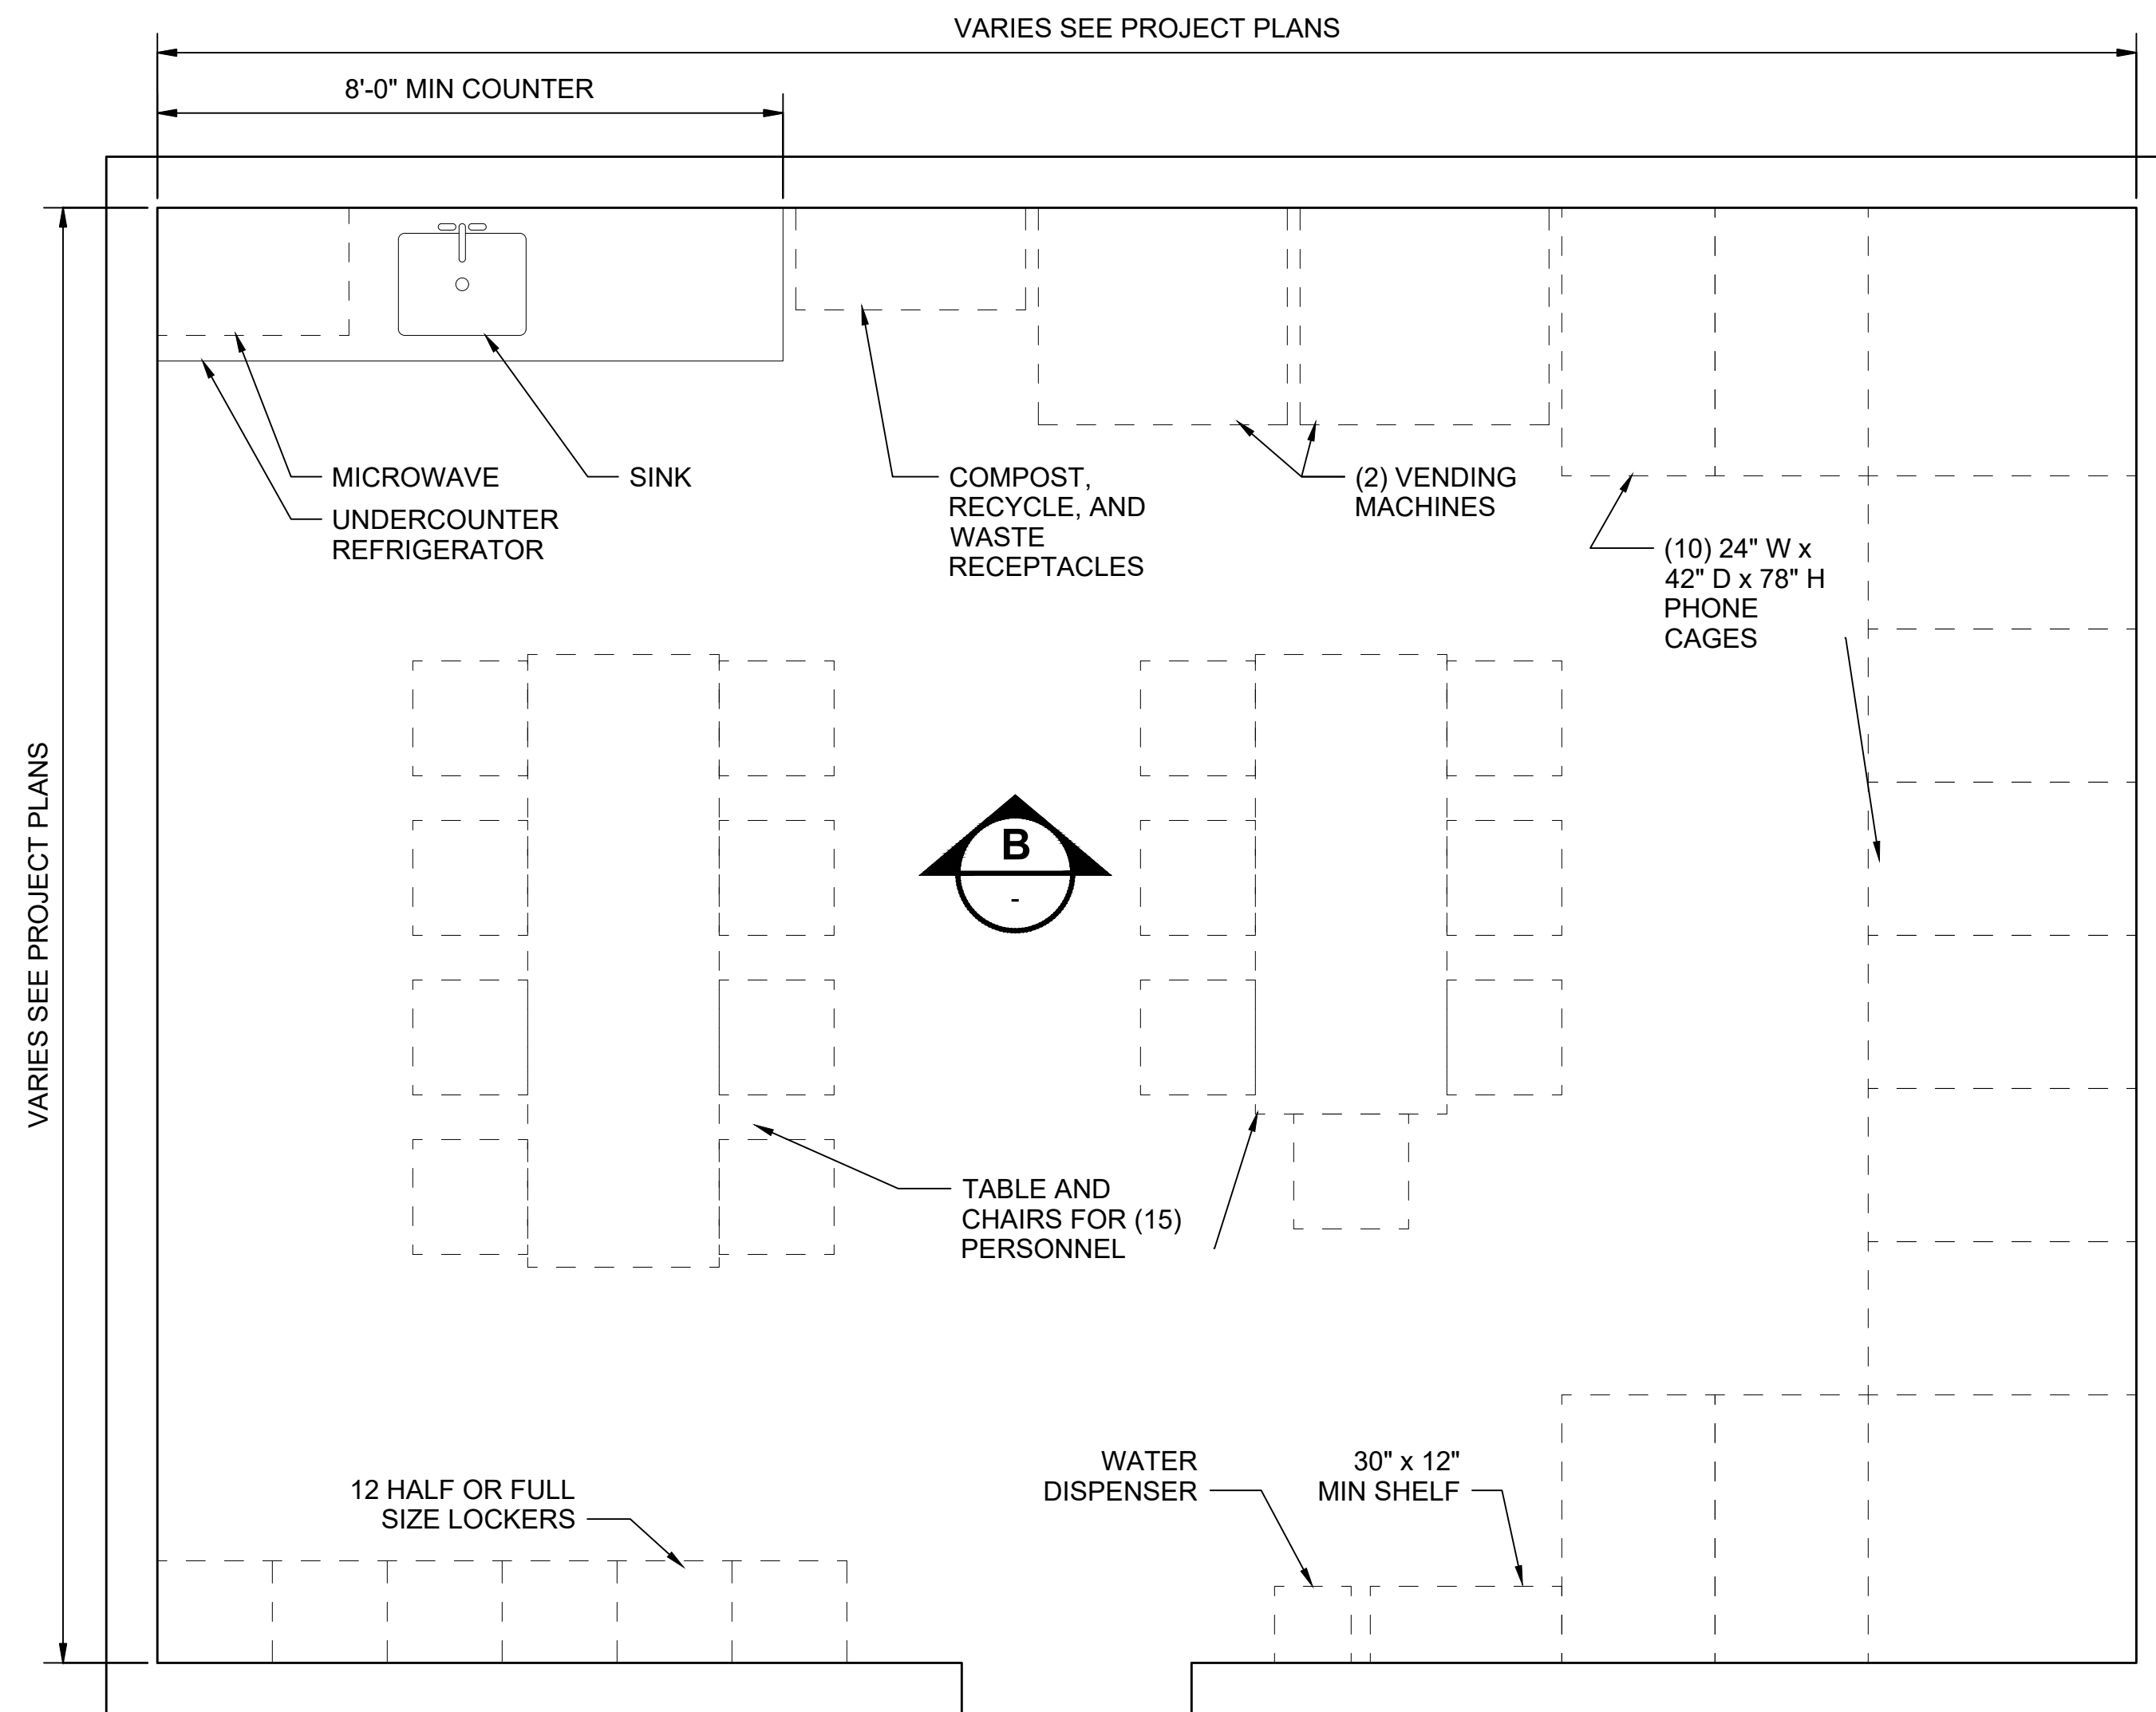 VARIES SEE PROJECT PLANS
8'-0" MIN COUNTER
MICROWAVE
UNDERCOUNTER
REFRIGERATOR
SINK
COMPOST,
RECYCLE, AND
WASTE
RECEPTACLES
(2) VENDING
MACHINES
(10) 24" W x
42" D x 78" H
PHONE
CAGES
VARIES SEE PROJECT PLANS
B
-
TABLE AND
CHAIRS FOR (15)
PERSONNEL
12 HALF OR FULL
SIZE LOCKERS
WATER
DISPENSER
30" x 12"
MIN SHELF